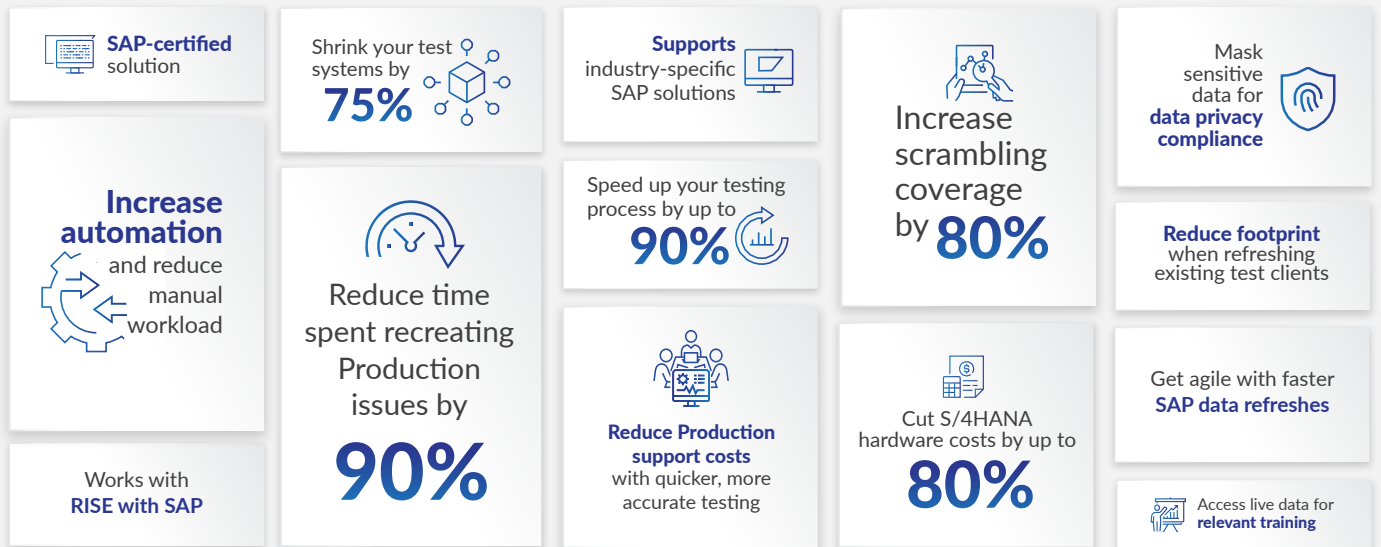 SAP-certified
solution
Increase
automation
and reduce
manual
workload
Works with
RISE with SAP
Shrink your test
systems by
75%
Reduce time
spent recreating
Production
issues by
90%
Supports
industry-specific
SAP solutions
Speed up your testing
process by up to
90%
Reduce Production
support costs
with quicker, more
accurate testing
Increase
scrambling
coverage
by 80%
$
Cut S/4HANA
hardware costs by up to
80%
Mask
sensitive
data for
data privacy
compliance
Reduce footprint
when refreshing
existing test clients
Get agile with faster
SAP data refreshes
Access live data for
relevant training